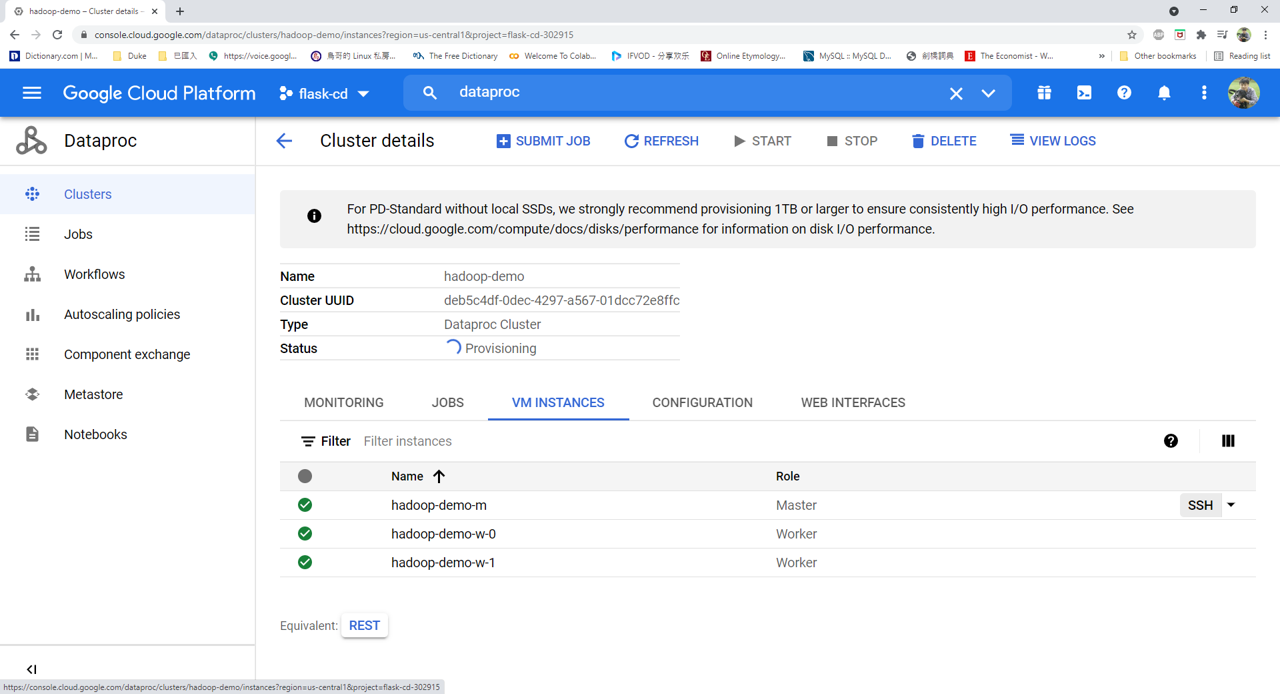 hadoop-demo – Cluster details -
console.cloud.google.com/dataproc/clusters/hadoop-demo/instances?region=us-central1&project=flask-cd-302915
Dictionary.com | M... Duke 巴國入 https://voice.googl... 鳥哥的 Linux 私房... The Free Dictionary Welcome To Colab... IFVOD - 分享欢乐 Online Etymology... MySQL :: MySQL D... 劍橋詞典 The Economist - W... » Other bookmarks Reading list
Google Cloud Platform flask-cd dataproc
Dataproc Cluster details SUBMIT JOB REFRESH START STOP DELETE VIEW LOGS
Clusters
Jobs
Workflows
Autoscaling policies
Component exchange
Metastore
Notebooks
For PD-Standard without local SSDs, we strongly recommend provisioning 1TB or larger to ensure consistently high I/O performance. See
https://cloud.google.com/compute/docs/disks/performance for information on disk I/O performance.
Name hadoop-demo
Cluster UUID deb5c4df-0dec-4297-a567-01dcc72e8ffc
Type Dataproc Cluster
Status Provisioning
MONITORING JOBS VM INSTANCES CONFIGURATION WEB INTERFACES
Filter Filter instances
Name Role
hadoop-demo-m Master SSH
hadoop-demo-w-0 Worker
hadoop-demo-w-1 Worker
Equivalent: REST
https://console.cloud.google.com/dataproc/clusters/hadoop-demo/instances?region=us-central1&project=flask-cd-302915